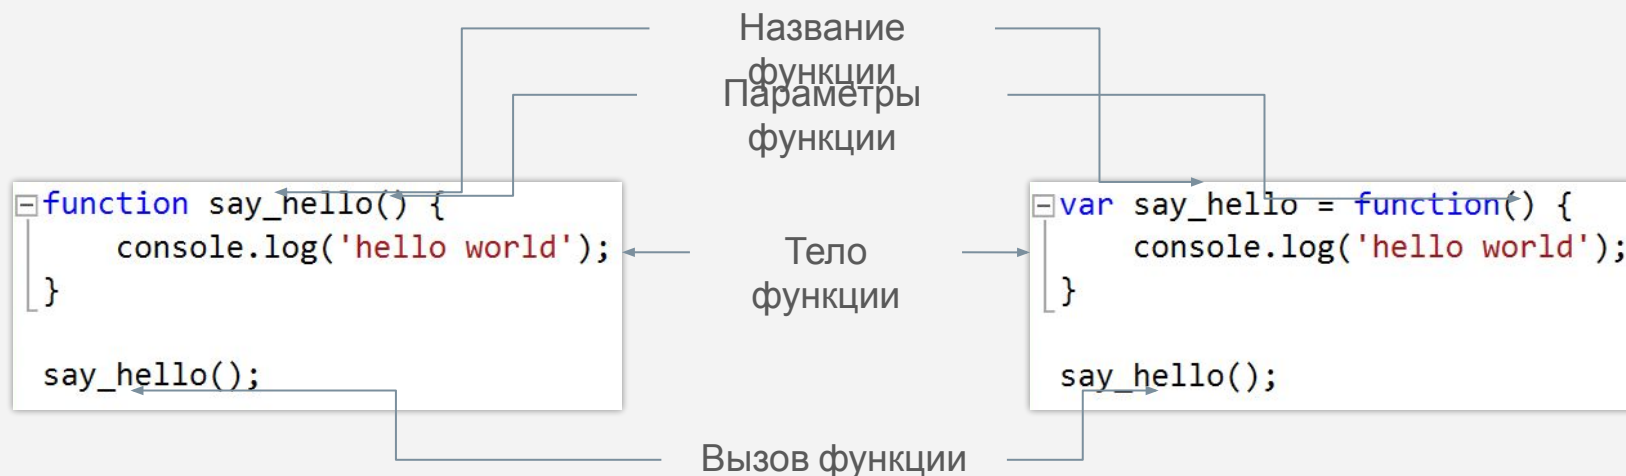 Название
функции
Параметры
функции
function say_hello() {
    console.log('hello world');
}
say_hello();
Тело
функции
var say_hello = function() {
    console.log('hello world');
}
say_hello();
Вызов функции